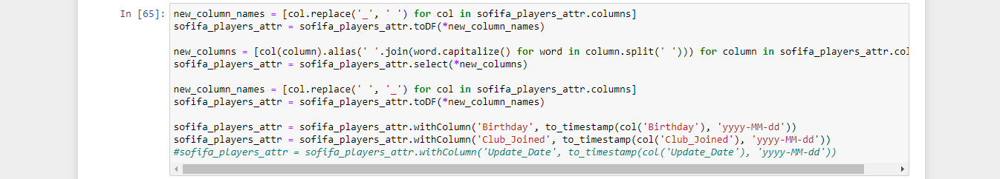 In [65]:
new_column_names = [col.replace('_', ' ') for col in sofifa_players_attr.columns]
sofifa_players_attr = sofifa_players_attr.toDF(*new_column_names)
new_columns = [col(column).alias(' '.join(word.capitalize() for word in column.split(' '))) for column in sofifa_players_attr.col
sofifa_players_attr = sofifa_players_attr.select(*new_columns)
new_column_names = [col.replace(' ', '_') for col in sofifa_players_attr.columns]
sofifa_players_attr = sofifa_players_attr.toDF(*new_column_names)
sofifa_players_attr = sofifa_players_attr.withColumn('Birthday', to_timestamp(col('Birthday'), 'yyyy-MM-dd'))
sofifa_players_attr = sofifa_players_attr.withColumn('Club_Joined', to_timestamp(col('Club_Joined'), 'yyyy-MM-dd'))
#sofifa_players_attr = sofifa_players_attr.withColumn('Update_Date', to_timestamp(col('Update_Date'), 'yyyy-MM-dd'))